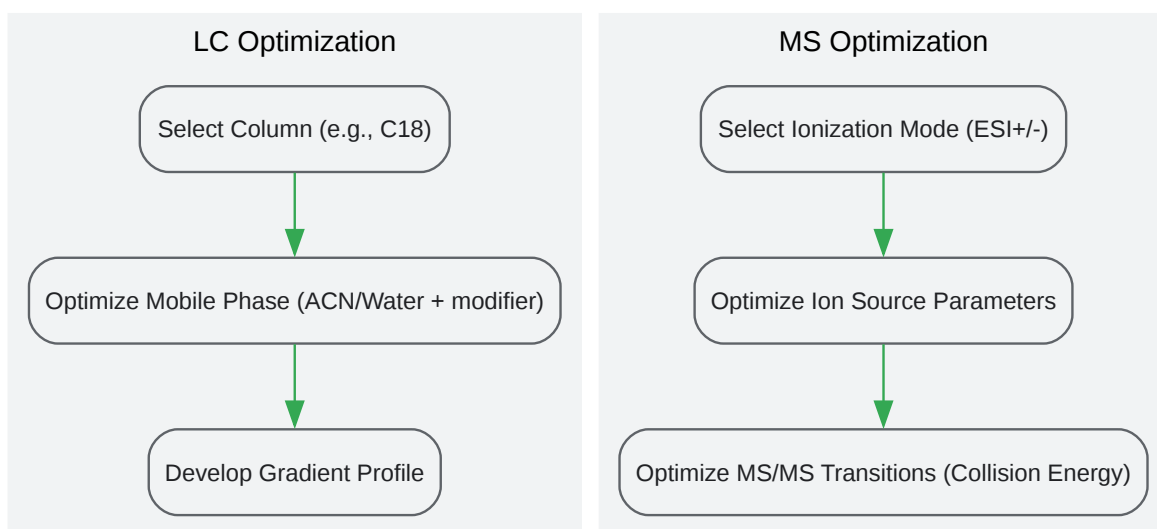 LC Optimization
Select Column (e.g., C18)
Optimize Mobile Phase (ACN/Water + modifier)
Develop Gradient Profile
MS Optimization
Select Ionization Mode (ESI+/-)
Optimize Ion Source Parameters
Optimize MS/MS Transitions (Collision Energy)